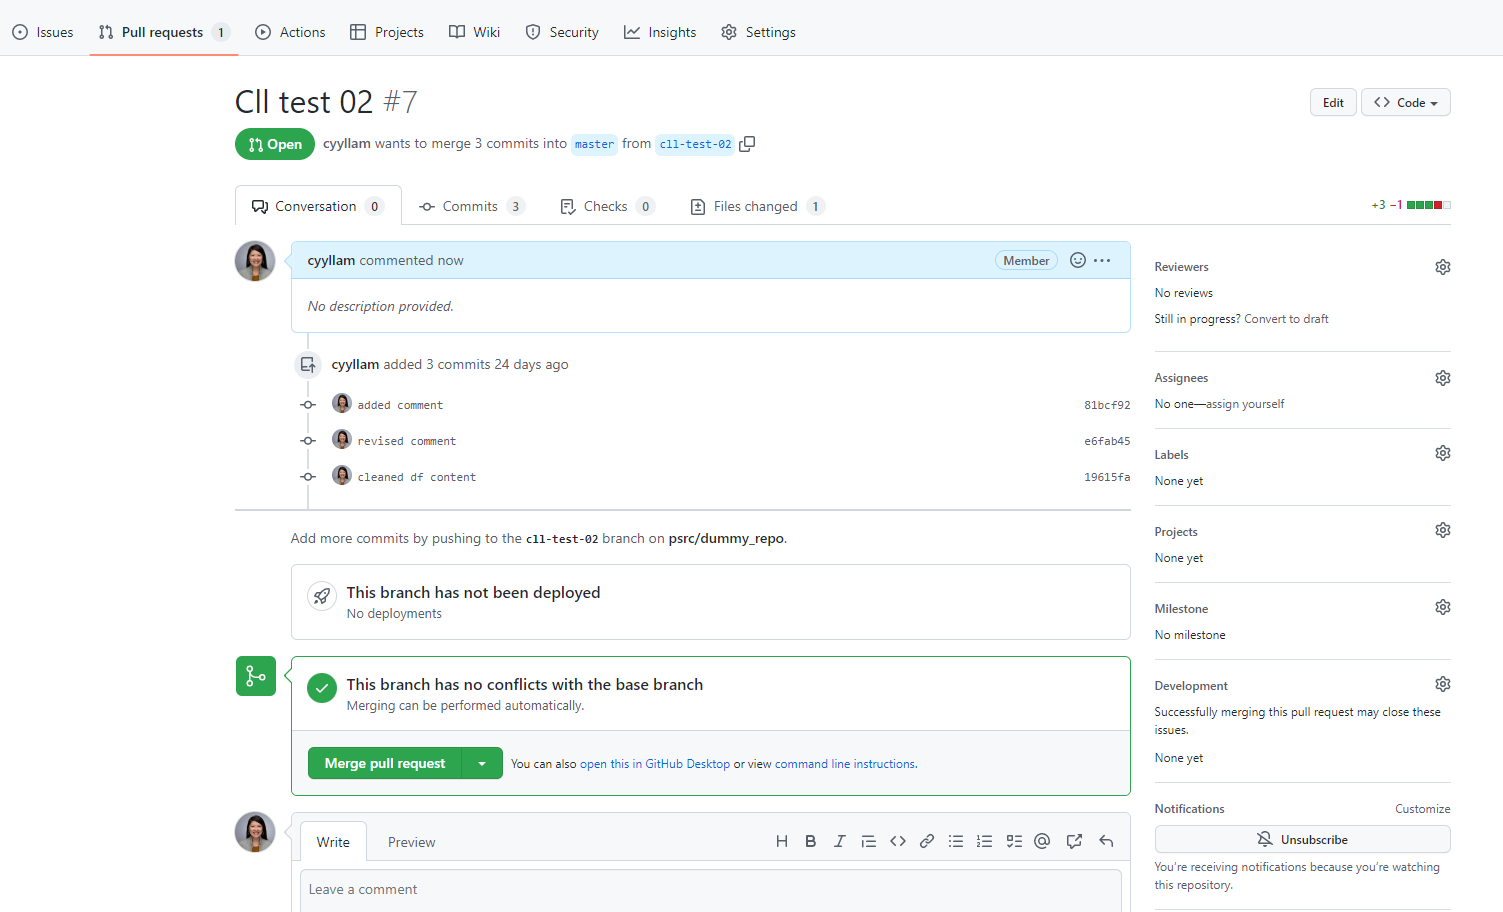 Issues Pull requests 1 Actions Projects Wiki Security Insights Settings
Cll test 02 #7
Edit Code
Open cyyllam wants to merge 3 commits into master from cll-test-02
Conversation 0 Commits 3 Checks 0 Files changed 1
+3 −1
cyyllam commented now Member
No description provided.
cyyllam added 3 commits 24 days ago
added comment 81bcf92
revised comment e6fab45
cleaned df content 19615fa
Add more commits by pushing to the cll-test-02 branch on psrc/dummy_repo.
This branch has not been deployed
No deployments
This branch has no conflicts with the base branch
Merging can be performed automatically.
Merge pull request You can also open this in GitHub Desktop or view command line instructions.
Write Preview H B I
Leave a comment
Reviewers
No reviews
Still in progress? Convert to draft
Assignees
No one—assign yourself
Labels
None yet
Projects
None yet
Milestone
No milestone
Development
Successfully merging this pull request may close these
issues.
None yet
Notifications Customize
Unsubscribe
You're receiving notifications because you're watching
this repository.